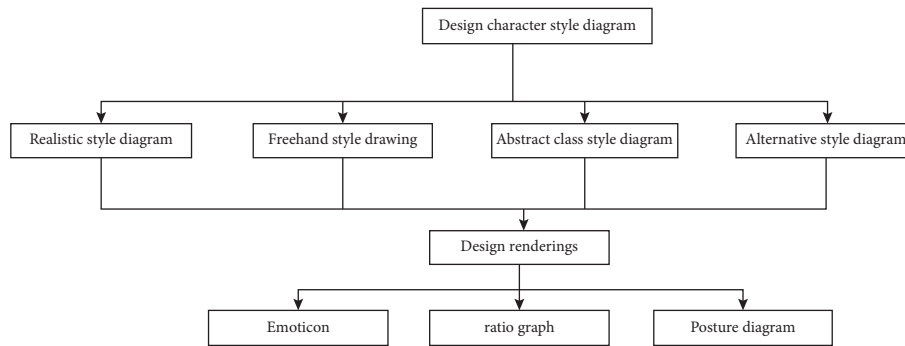 Design character style diagram
Realistic style diagram
Freehand style drawing
Abstract class style diagram
Alternative style diagram
Design renderings
Emoticon
ratio graph
Posture diagram